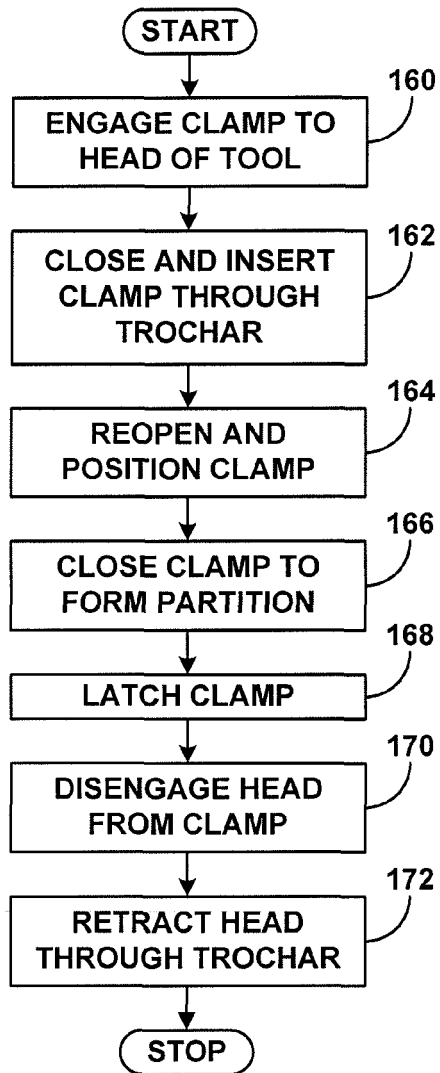 START
160
ENGAGE CLAMP TO
HEAD OF TOOL
162
CLOSE AND INSERT
CLAMP THROUGH
TROCHAR
164
REOPEN AND
POSITION CLAMP
166
CLOSE CLAMP TO
FORM PARTITION
168
LATCH CLAMP
170
DISENGAGE HEAD
FROM CLAMP
172
RETRACT HEAD
THROUGH TROCHAR
STOP